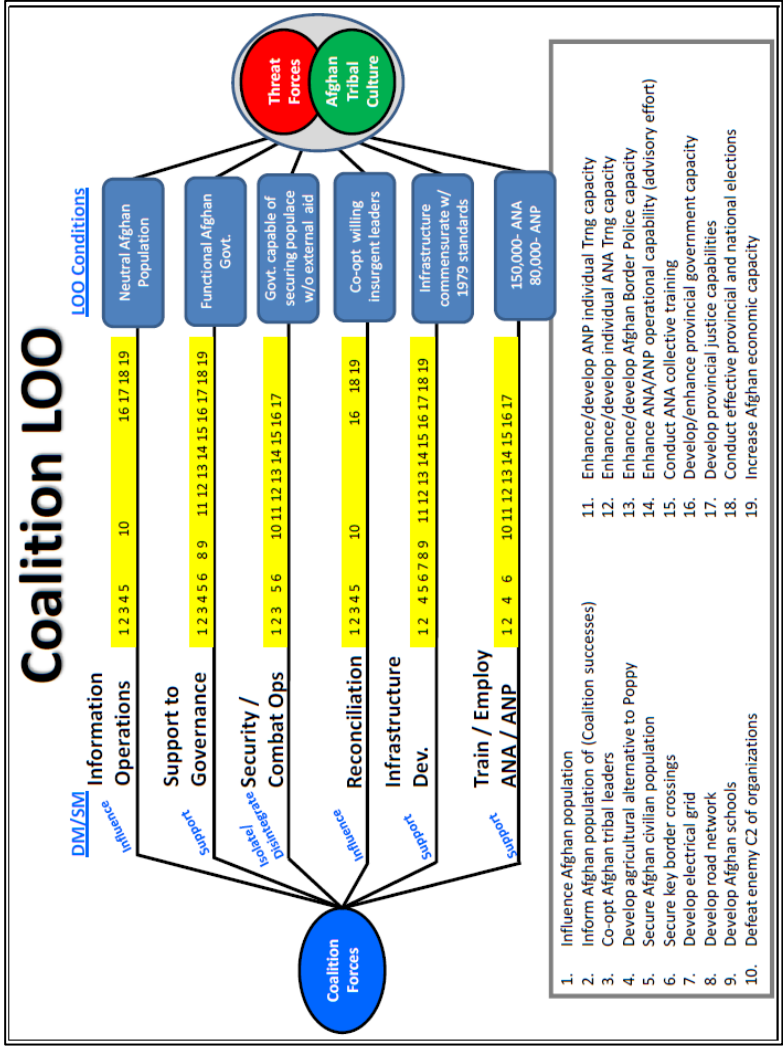 Coalition LOO
DM/SM
LOO Conditions
Coalition
Forces
Influence
Information
Operations
1 2 3 4 5 10 16 17 18 19
Neutral Afghan
Population
Support
Support to
Governance
1 2 3 4 5 6 8 9 11 12 13 14 15 16 17 18 19
Functional Afghan
Govt.
Isolate/
Disintegrate
Security /
Combat Ops
1 2 3 5 6 10 11 12 13 14 15 16 17
Govt. capable of
securing populace
w/o external aid
Influence
Reconciliation
1 2 3 4 5 10 16 18 19
Co-opt willing
insurgent leaders
Support
Infrastructure
Dev.
1 2 4 5 6 7 8 9 11 12 13 14 15 16 17 18 19
Infrastructure
commensurate w/
1979 standards
Support
Train / Employ
ANA / ANP
1 2 4 6 10 11 12 13 14 15 16 17
150,000- ANA
80,000- ANP
Threat
Forces
Afghan
Tribal
Culture
1. Influence Afghan population
2. Inform Afghan population of (Coalition successes)
3. Co-opt Afghan tribal leaders
4. Develop agricultural alternative to Poppy
5. Secure Afghan civilian population
6. Secure key border crossings
7. Develop electrical grid
8. Develop road network
9. Develop Afghan schools
10. Defeat enemy C2 of organizations
11. Enhance/develop ANP individual Trng capacity
12. Enhance/develop individual ANA Trng capacity
13. Enhance/develop Afghan Border Police capacity
14. Enhance ANA/ANP operational capability (advisory effort)
15. Conduct ANA collective training
16. Develop/enhance provincial government capacity
17. Develop provincial justice capabilities
18. Conduct effective provincial and national elections
19. Increase Afghan economic capacity